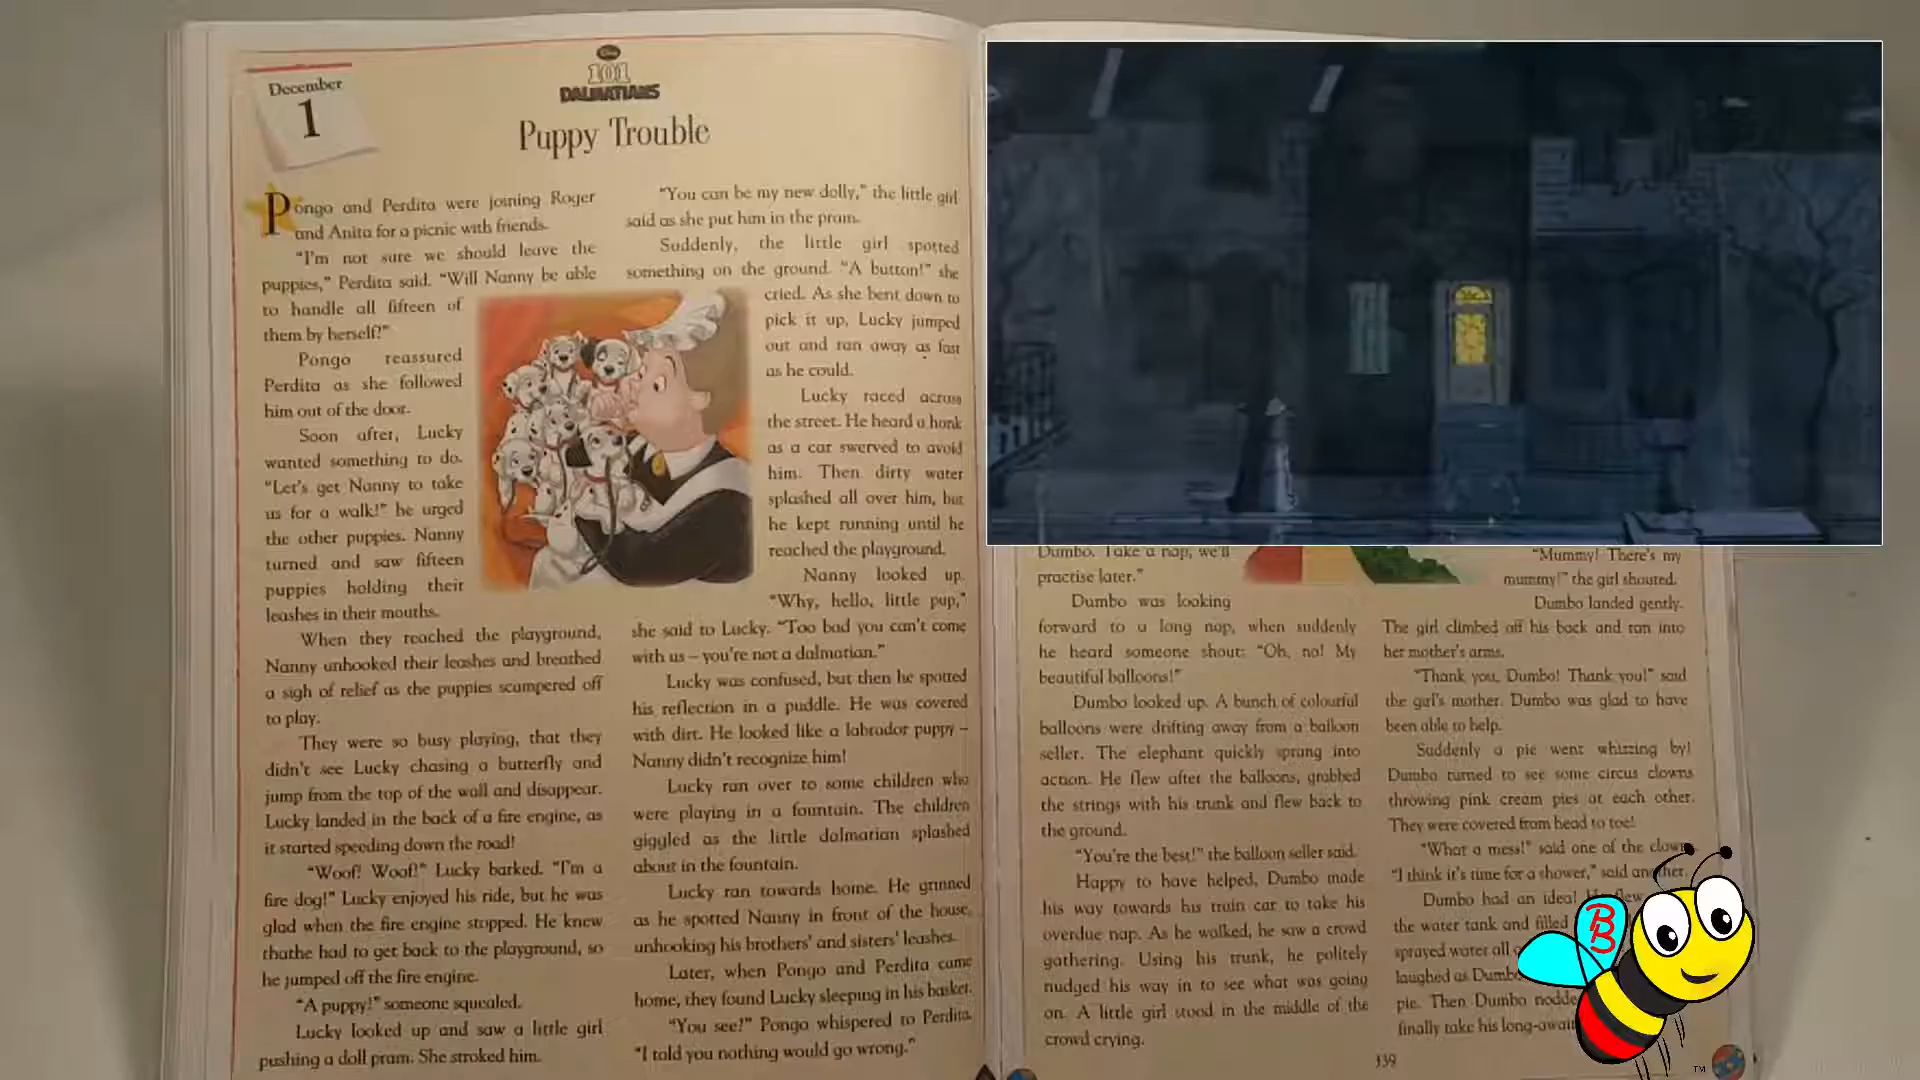 December
1
Disney
101
DALMATIANS
Puppy Trouble
Pongo and Perdita were joining Roger
and Anita for a picnic with friends.
"I'm not sure we should leave the
puppies," Perdita said. "Will Nanny be able
to handle all fifteen of
them by herself?"
Pongo reassured
Perdita as she followed
him out of the door.
Soon after, Lucky
wanted something to do.
"Let's get Nanny to take
us for a walk!" he urged
the other puppies. Nanny
turned and saw fifteen
puppies holding their
leashes in their mouths.
When they reached the playground,
Nanny unhooked their leashes and breathed
a sigh of relief as the puppies scampered off
to play.
They were so busy playing, that they
didn't see Lucky chasing a butterfly and
jump from the top of the wall and disappear.
Lucky landed in the back of a fire engine, as
it started speeding down the road!
"Woof! Woof!" Lucky barked. "I'm a
fire dog!" Lucky enjoyed his ride, but he was
glad when the fire engine stopped. He knew
thathe had to get back to the playground, so
he jumped off the fire engine.
"A puppy!" someone squealed.
Lucky looked up and saw a little girl
pushing a doll pram. She stroked him.
"You can be my new dolly," the little girl
said as she put him in the pram.
Suddenly, the little girl spotted
something on the ground. "A button!" she
cried. As she bent down to
pick it up, Lucky jumped
out and ran away as fast
as he could.
Lucky raced across
the street. He heard a honk
as a car swerved to avoid
him. Then dirty water
splashed all over him, but
he kept running until he
reached the playground.
Nanny looked up.
"Why, hello, little pup,"
she said to Lucky. "Too bad you can't come
with us – you're not a dalmatian."
Lucky was confused, but then he spotted
his reflection in a puddle. He was covered
with dirt. He looked like a labrador puppy –
Nanny didn't recognize him!
Lucky ran over to some children who
were playing in a fountain. The children
giggled as the little dalmatian splashed
about in the fountain.
Lucky ran towards home. He grinned
as he spotted Nanny in front of the house,
unhooking his brothers' and sisters' leashes.
Later, when Pongo and Perdita came
home, they found Lucky sleeping in his basket.
"You see?" Pongo whispered to Perdita.
"I told you nothing would go wrong."
Dumbo. Take a nap, we'll
practise later."
Dumbo was looking
forward to a long nap, when suddenly
he heard someone shout: "Oh, no! My
beautiful balloons!"
Dumbo looked up. A bunch of colourful
balloons were drifting away from a balloon
seller. The elephant quickly sprang into
action. He flew after the balloons, grabbed
the strings with his trunk and flew back to
the ground.
"You're the best!" the balloon seller said.
Happy to have helped, Dumbo made
his way towards his train car to take his
overdue nap. As he walked, he saw a crowd
gathering. Using his trunk, he politely
nudged his way in to see what was going
on. A little girl stood in the middle of the
crowd crying.
"Mummy! There's my
mummy!" the girl shouted.
Dumbo landed gently.
The girl climbed off his back and ran into
her mother's arms.
"Thank you, Dumbo! Thank you!" said
the girl's mother. Dumbo was glad to have
been able to help.
Suddenly a pie went whizzing by!
Dumbo turned to see some circus clowns
throwing pink cream pies at each other.
They were covered from head to toe!
"What a mess!" said one of the clowns.
"I think it's time for a shower," said another.
Dumbo had an idea! He flew
the water tank and filled
sprayed water all
laughed as Dumbo
pie. Then Dumbo
finally take his
339
BB
TM